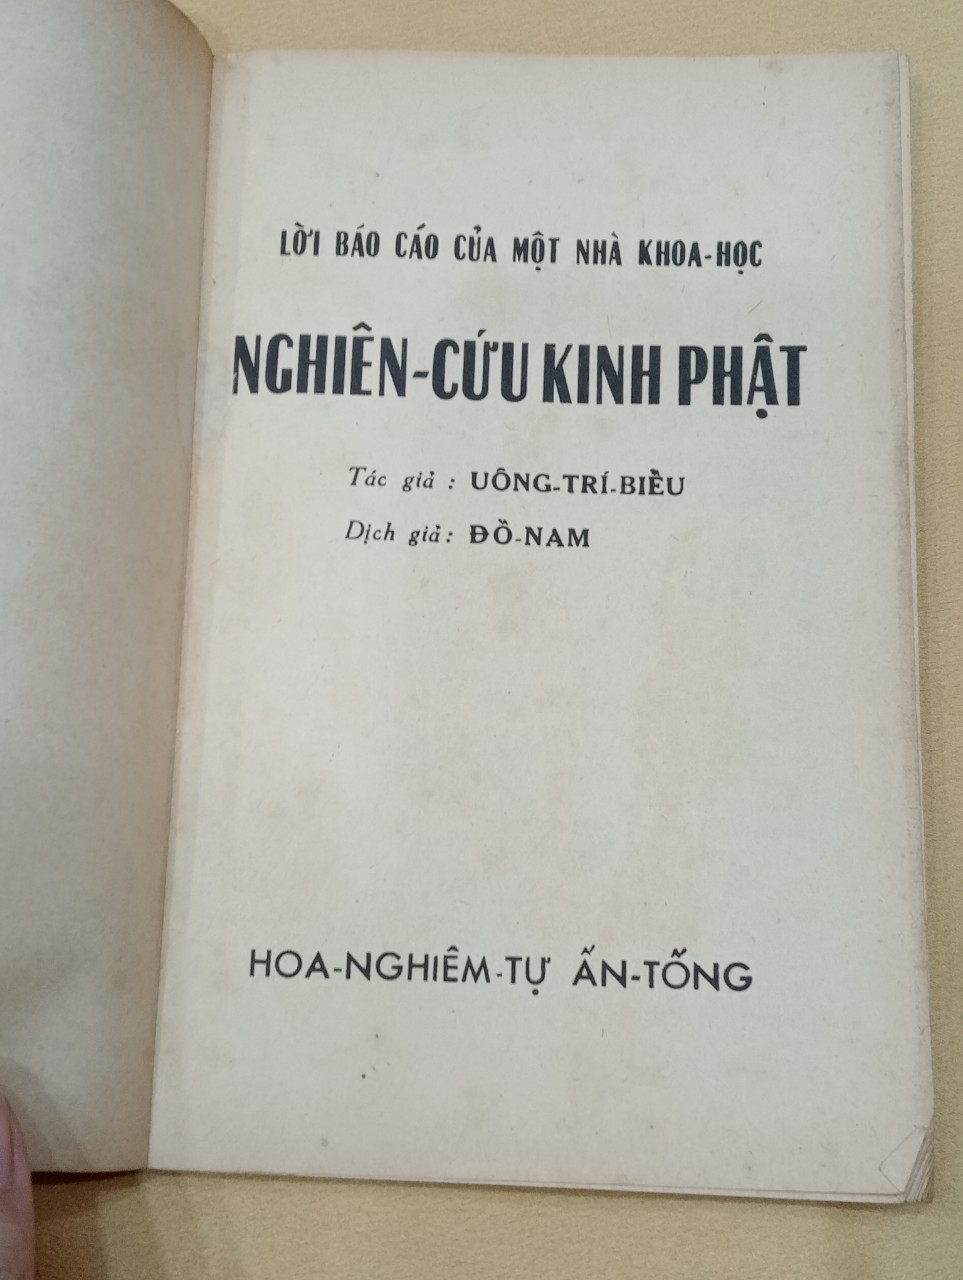 LỜI BÁO CÁO CỦA MỘT NHÀ KHOA-HỌC
NGHIÊN-CỨU KINH PHẬT
Tác giả : UÔNG-TRÍ-BIỀU
Dịch giả : ĐỒ-NAM
HOA-NGHIÊM-TỰ ẤN-TỐNG